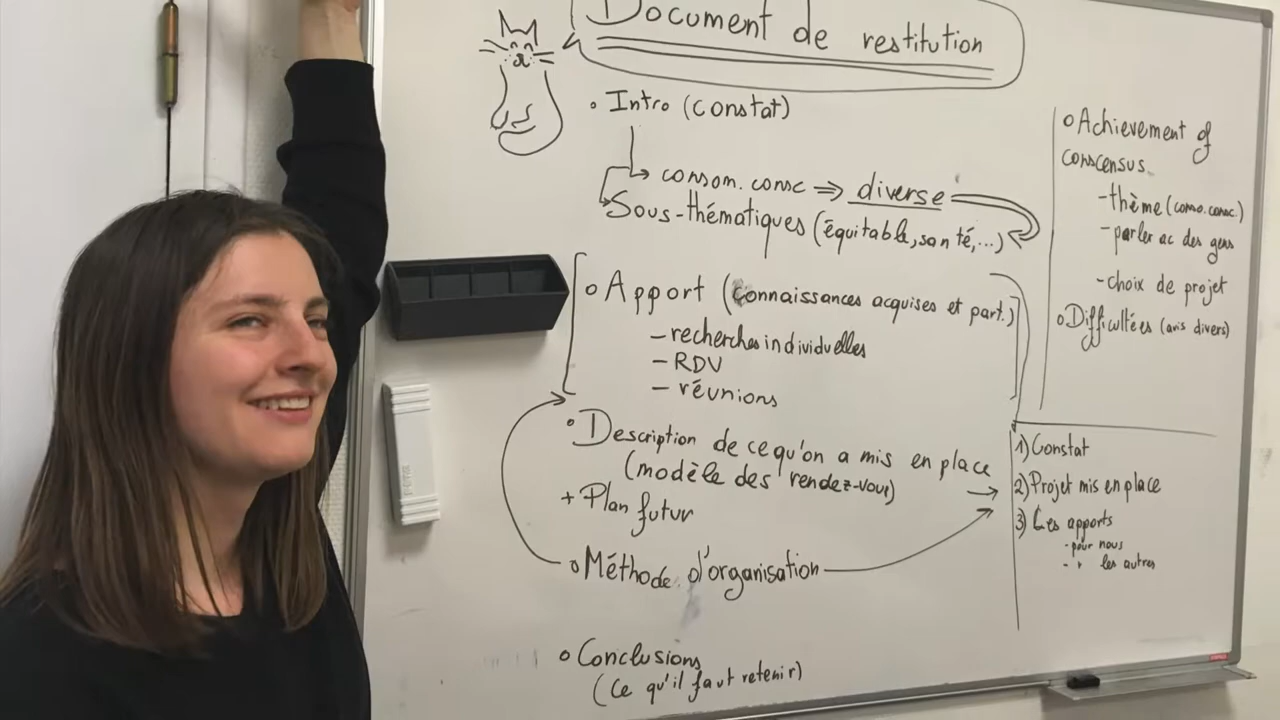 Document de restitution
o Intro (constat)
consom. consc ⇒ diverse
Sous-thématiques (équitable, santé,...)
o Apport (connaissances acquises et part.)
- recherches individuelles
- RDV
- réunions
o Description de ce qu'on a mis en place
(modèle des rendez-vous)
+ Plan futur
o Méthode d'organisation
o Conclusions
(Ce qu'il faut retenir)
o Achievement of
conscensus
- thème (conso. consc.)
- parler ac des gens
- choix de projet
o Difficultées (avis divers)
1) Constat
2) Projet mis en place
3) Les apports
- pour nous
- " les autres